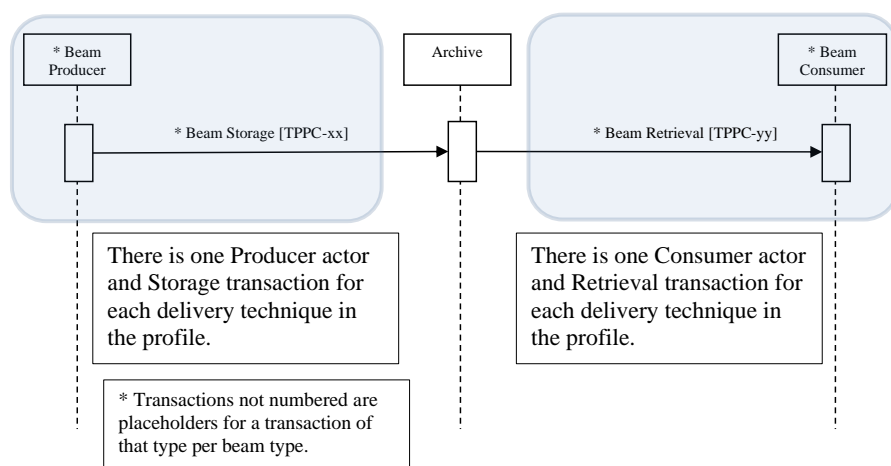 * Beam
Producer
Archive
* Beam
Consumer
* Beam Storage [TPPC-xx]
* Beam Retrieval [TPPC-yy]
There is one Producer actor
and Storage transaction for
each delivery technique in
the profile.
There is one Consumer actor
and Retrieval transaction for
each delivery technique in
the profile.
* Transactions not numbered are
placeholders for a transaction of
that type per beam type.